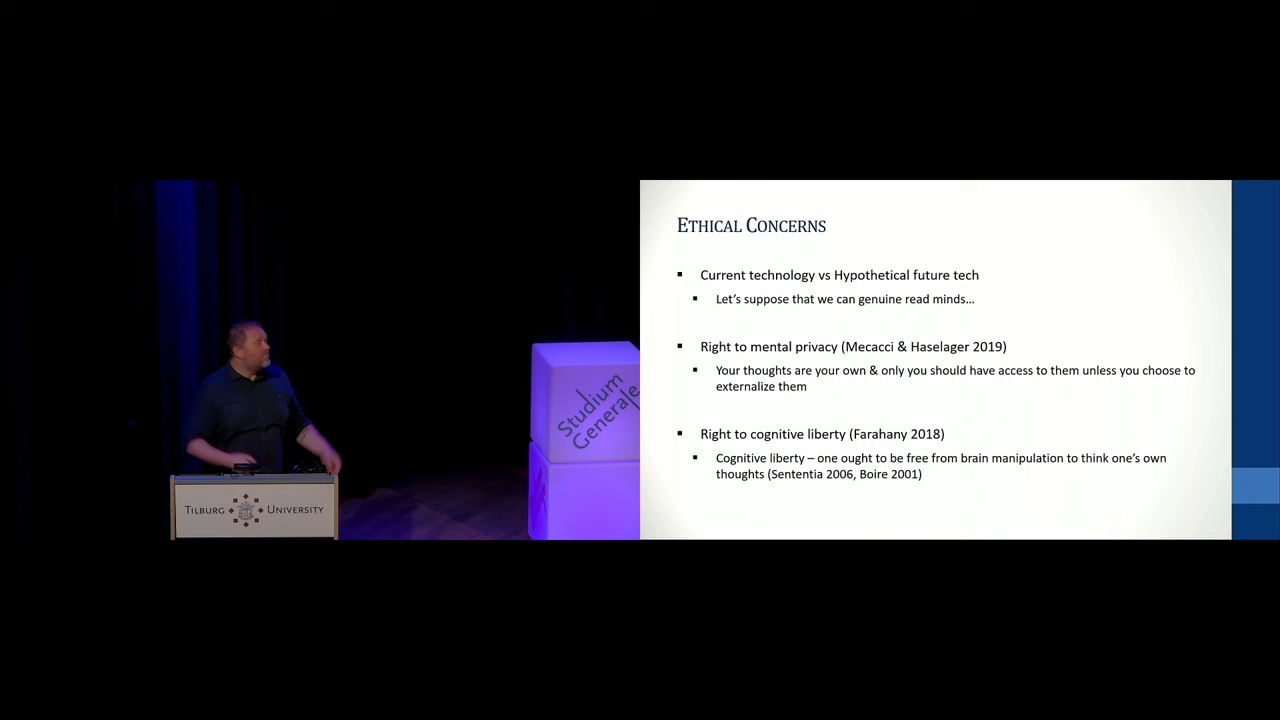 ETHICAL CONCERNS
Current technology vs Hypothetical future tech
Let's suppose that we can genuine read minds…
Right to mental privacy (Mecacci & Haselager 2019)
Your thoughts are your own & only you should have access to them unless you choose to
externalize them
Right to cognitive liberty (Farahany 2018)
Cognitive liberty – one ought to be free from brain manipulation to think one's own
thoughts (Sententia 2006, Boire 2001)
Studium
Generale
TILBURG UNIVERSITY